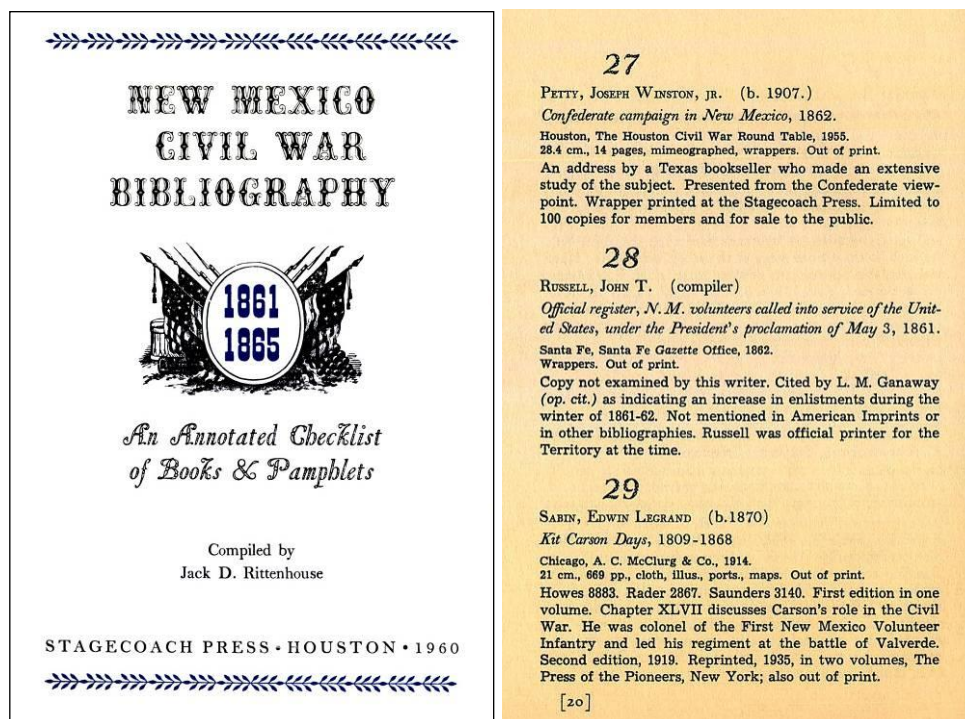 NEW MEXICO
CIVIL WAR
BIBLIOGRAPHY
1861
1865
An Annotated Checklist
of Books & Pamphlets
Compiled by
Jack D. Rittenhouse
STAGECOACH PRESS • HOUSTON • 1960
27
PETTY, JOSEPH WINSTON, JR. (b. 1907.)
Confederate campaign in New Mexico, 1862.
Houston, The Houston Civil War Round Table, 1955.
28.4 cm., 14 pages, mimeographed, wrappers. Out of print.
An address by a Texas bookseller who made an extensive
study of the subject. Presented from the Confederate view-
point. Wrapper printed at the Stagecoach Press. Limited to
100 copies for members and for sale to the public.
28
RUSSELL, JOHN T. (compiler)
Official register, N. M. volunteers called into service of the Unit-
ed States, under the President's proclamation of May 3, 1861.
Santa Fe, Santa Fe Gazette Office, 1862.
Wrappers. Out of print.
Copy not examined by this writer. Cited by L. M. Ganaway
(op. cit.) as indicating an increase in enlistments during the
winter of 1861-62. Not mentioned in American Imprints or
in other bibliographies. Russell was official printer for the
Territory at the time.
29
SABIN, EDWIN LEGRAND (b.1870)
Kit Carson Days, 1809-1868
Chicago, A. C. McClurg & Co., 1914.
21 cm., 669 pp., cloth, illus., ports., maps. Out of print.
Howes 8883. Rader 2867. Saunders 3140. First edition in one
volume. Chapter XLVII discusses Carson's role in the Civil
War. He was colonel of the First New Mexico Volunteer
Infantry and led his regiment at the battle of Valverde.
Second edition, 1919. Reprinted, 1935, in two volumes, The
Press of the Pioneers, New York; also out of print.
[20]